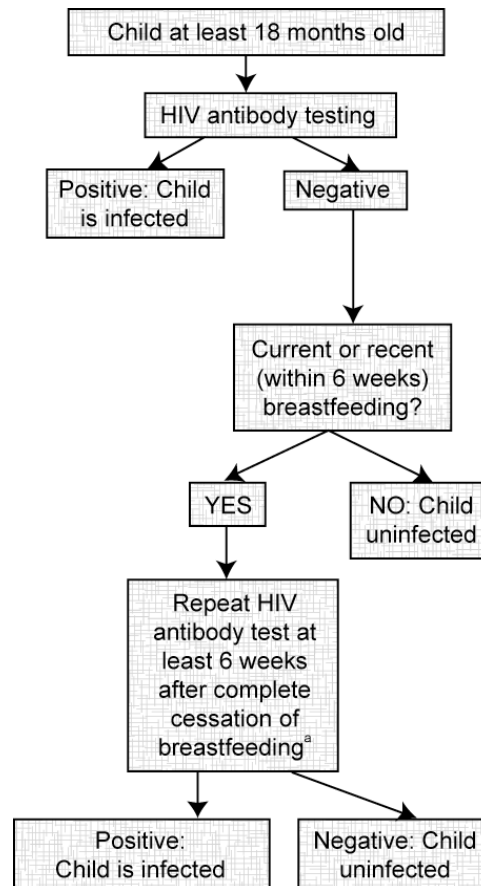 Child at least 18 months old
HIV antibody testing
Positive: Child
is infected
Negative
Current or recent
(within 6 weeks)
breastfeeding?
YES
NO: Child
uninfected
Repeat HIV
antibody test at
least 6 weeks
after complete
cessation of
breastfeedingᵃ
Positive:
Child is infected
Negative: Child
uninfected